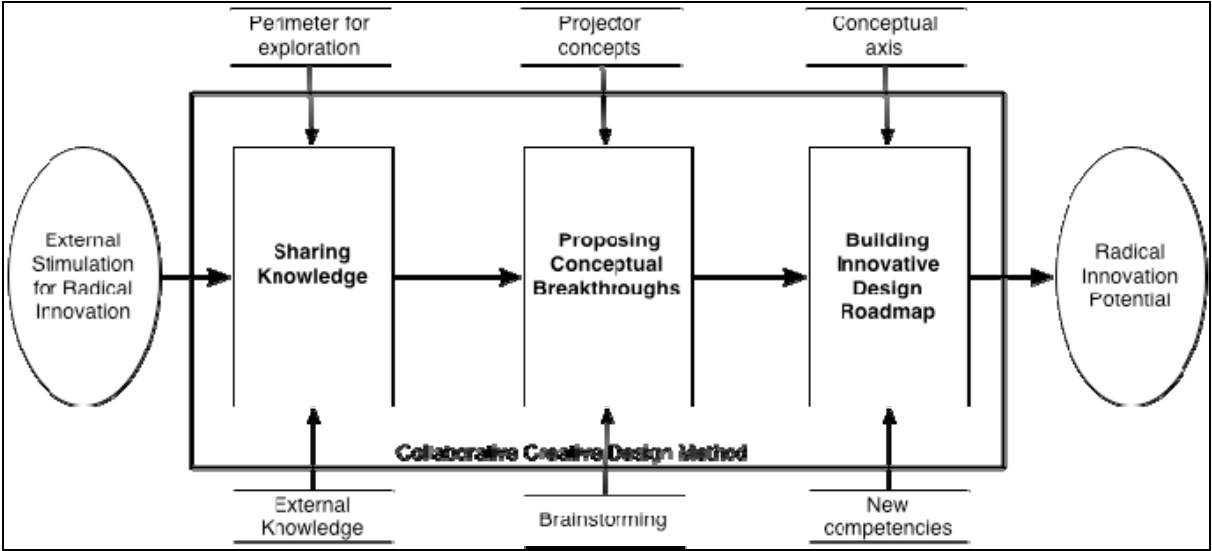 Perimeter for
exploration
Projector
concepts
Conceptual
axis
External
Stimulation
for Radical
Innovation
Sharing
Knowledge
Proposing
Conceptual
Breakthroughs
Building
Innovative
Design
Roadmap
Radical
Innovation
Potential
Collaborative Creative Design Method
External
Knowledge
Brainstorming
New
competencies